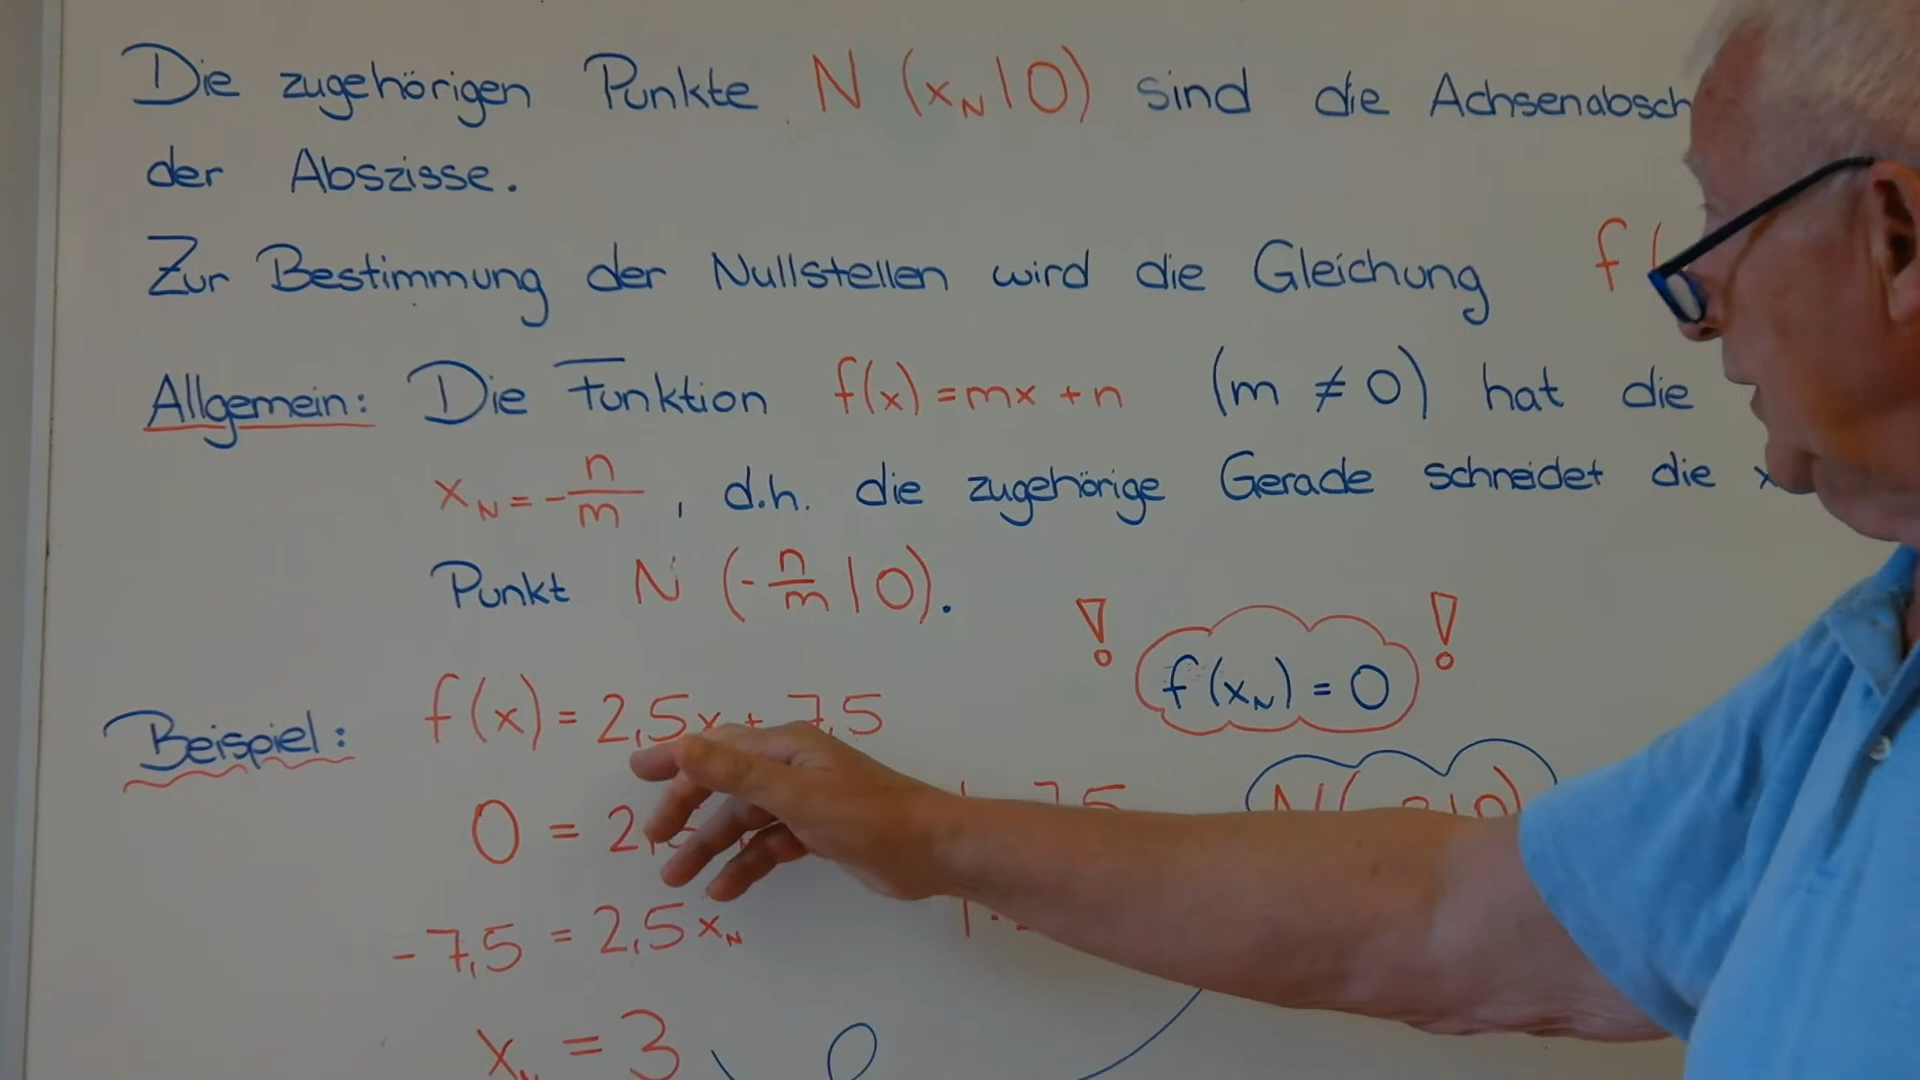 Die zugehörigen Punkte N (x_N | 0) sind die
der Abszisse.
Zur Bestimmung der Nullstellen wird die Gleichung
Allgemein: Die Funktion f(x) = mx + n (m ≠ 0) hat die
x_N = - n/m , d.h. die zugehörige Gerade schneidet die
Punkt N (- n/m | 0).
! f(x_N) = 0 !
Beispiel: f(x) = 2,5x + 7,5
0 =
-7,5 = 2,5 x_N
x_N = 3